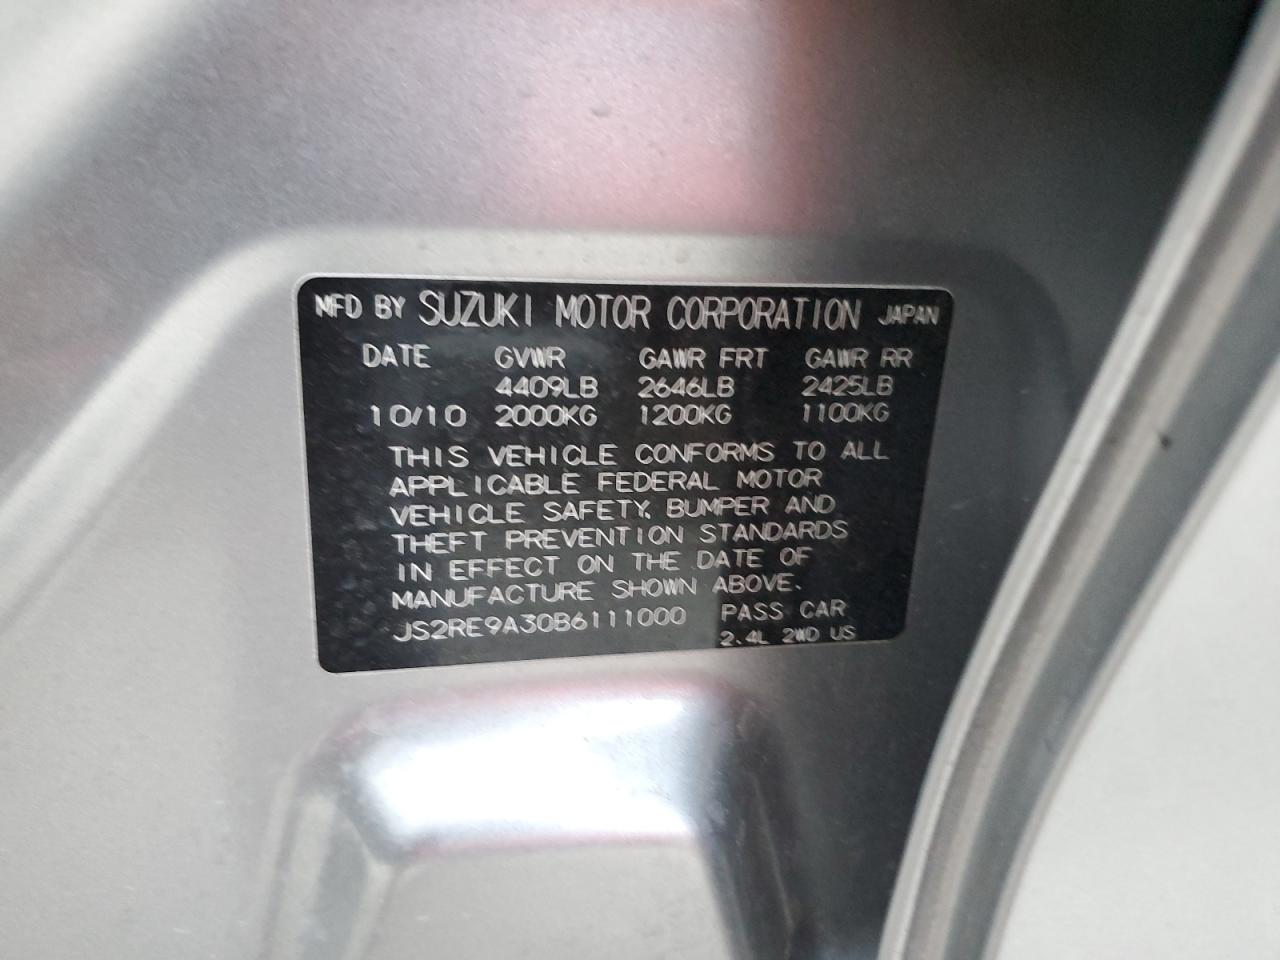 MFD BY SUZUKI MOTOR CORPORATION JAPAN
DATE GVWR GAWR FRT GAWR RR
4409LB 2646LB 2425LB
10/10 2000KG 1200KG 1100KG
THIS VEHICLE CONFORMS TO ALL
APPLICABLE FEDERAL MOTOR
VEHICLE SAFETY, BUMPER AND
THEFT PREVENTION STANDARDS
IN EFFECT ON THE DATE OF
MANUFACTURE SHOWN ABOVE.
JS2RE9A30B6111000 PASS CAR
2.4L 2WD US